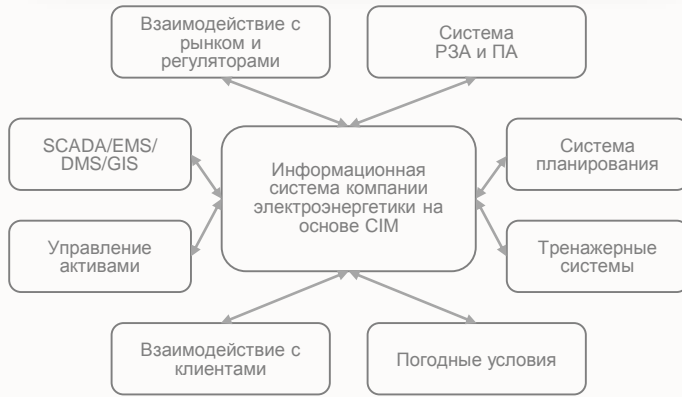 Взаимодействие с
рынком и
регуляторами
Система
РЗА и ПА
SCADA/EMS/
DMS/GIS
Информационная
система компании
электроэнергетики на
основе CIM
Система
планирования
Управление
активами
Тренажерные
системы
Взаимодействие с
клиентами
Погодные условия